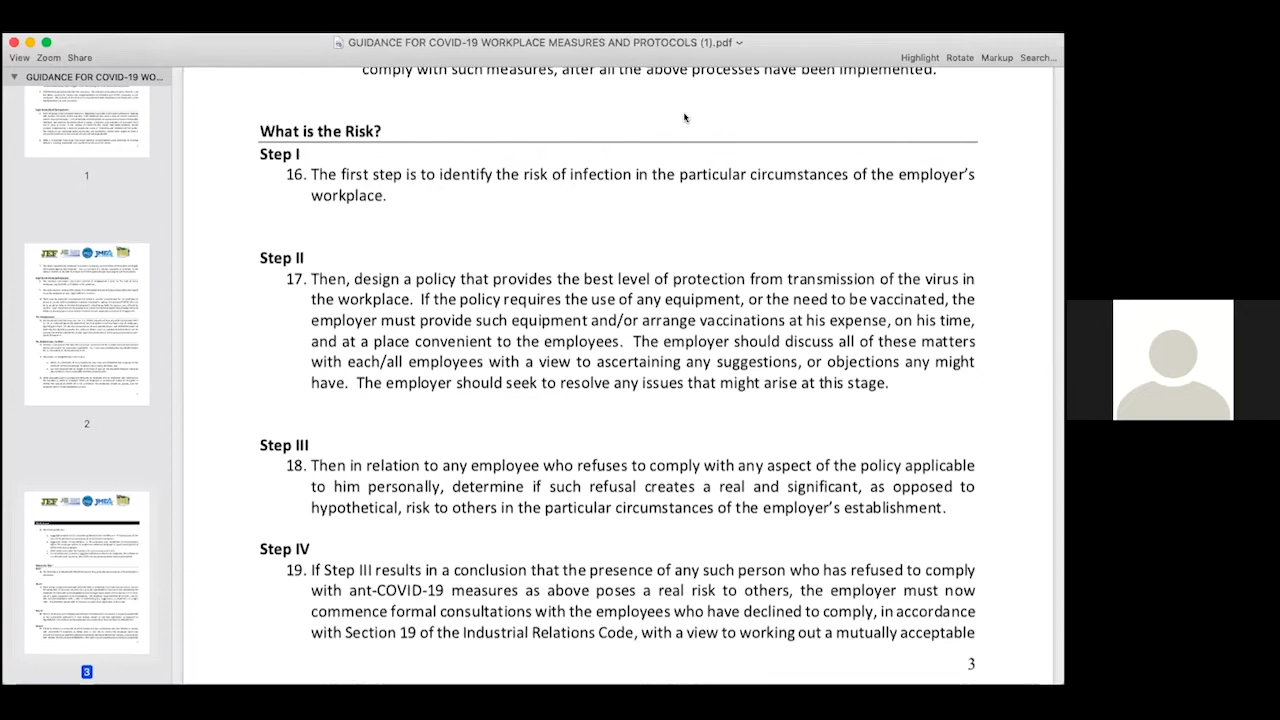 GUIDANCE FOR COVID-19 WORKPLACE MEASURES AND PROTOCOLS (1).pdf
View Zoom Share
Highlight Rotate Markup Search...
GUIDANCE FOR COVID-19 WO...
1
JEF
2
JEF
3
comply with such measures, after all the above processes have been implemented.
What is the Risk?
Step I
16. The first step is to identify the risk of infection in the particular circumstances of the employer's
workplace.
Step II
17. Then design a policy that will provide the best level of protection from transmission of the virus in
the workplace. If the policy requires the use of any equipment, or employees to be vaccinated the
employer must provide such equipment and/or arrange vaccinations at its expense, on its time,
and at the convenience of employees. The employer should discuss all of these matters
with each/all employees, with a view to ascertaining any suggestions or objections any might
have. The employer should seek to resolve any issues that might arise at this stage.
Step III
18. Then in relation to any employee who refuses to comply with any aspect of the policy applicable
to him personally, determine if such refusal creates a real and significant, as opposed to
hypothetical, risk to others in the particular circumstances of the employer's establishment.
Step IV
19. If Step III results in a conclusion that the presence of any such employee who has refused to comply
with any COVID-19 measure above poses a real risk to others, the employer must now
commence formal consultation with the employees who have declined to comply, in accordance
with Section 19 of the Industrial Relations Code, with a view to working out a mutually acceptable
3